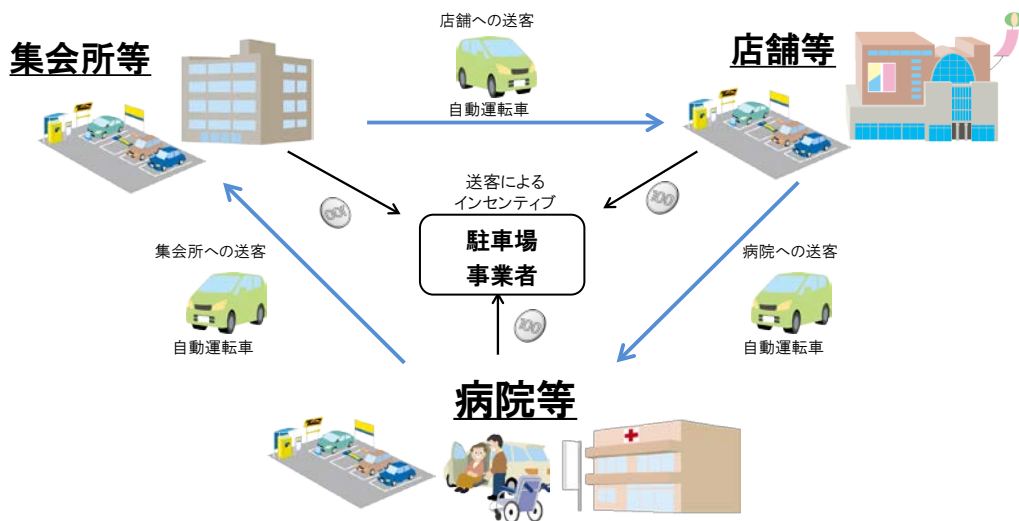 店舗への送客
集会所等
店舗等
自動運転車
送客による
インセンティブ
100
100
駐車場
事業者
集会所への送客
病院への送客
100
自動運転車
自動運転車
病院等